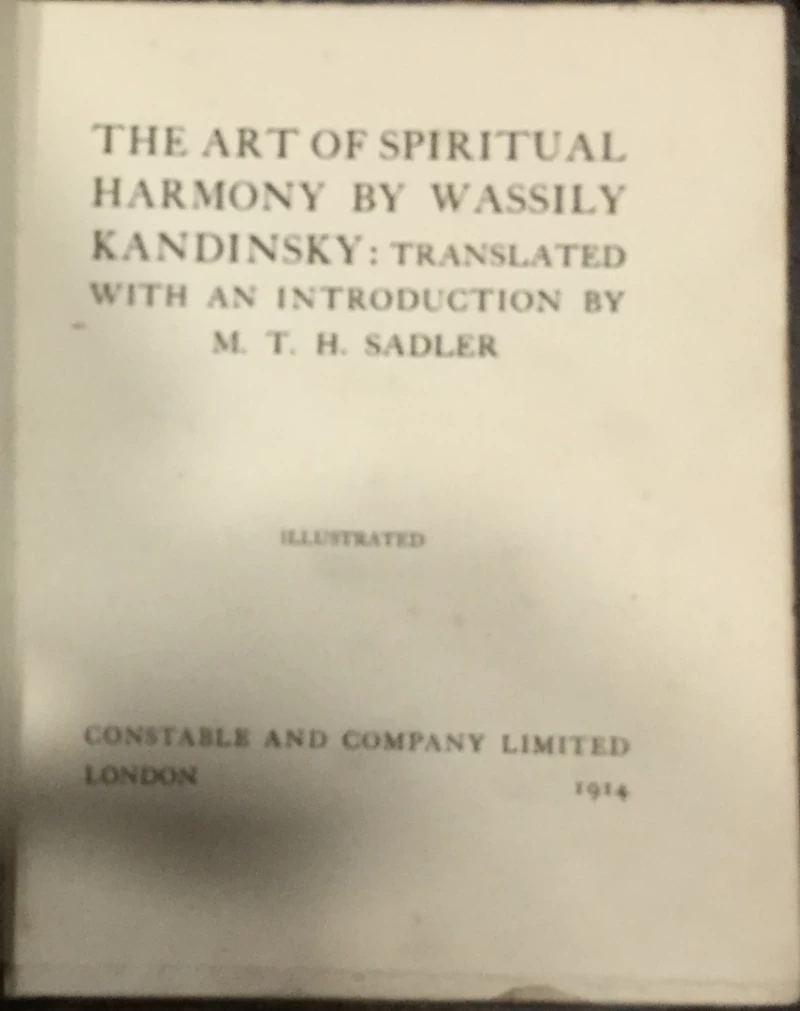 THE ART OF SPIRITUAL
HARMONY BY WASSILY
KANDINSKY: TRANSLATED
WITH AN INTRODUCTION BY
M. T. H. SADLER
ILLUSTRATED
CONSTABLE AND COMPANY LIMITED
LONDON 1914